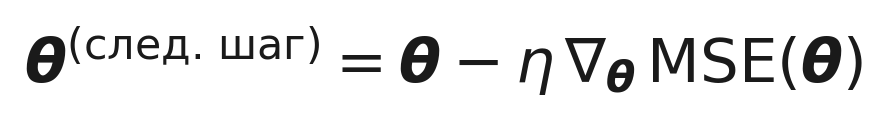 𝜽^(след. шаг) = 𝜽 − η ∇_𝜽 MSE(𝜽)